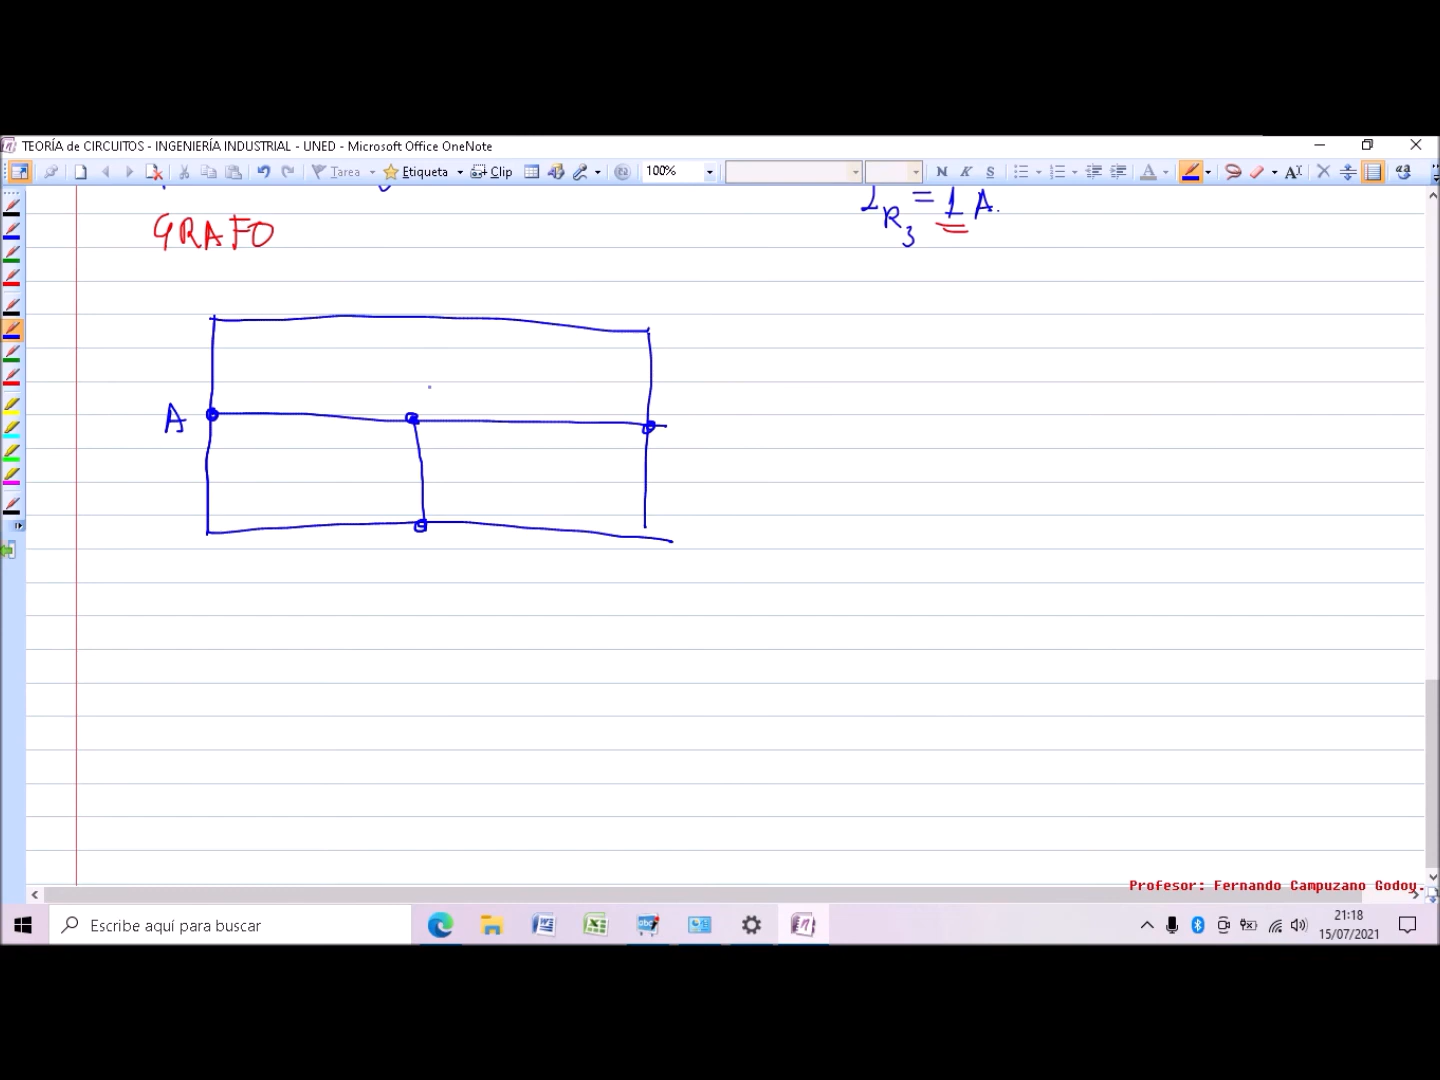 TEORÍA de CIRCUITOS - INGENIERÍA INDUSTRIAL - UNED - Microsoft Office OneNote
Tarea Etiqueta Clip 100% N K S A
I_R3 = 1 A.
GRAFO
A
Profesor: Fernando Campuzano Godoy.
Escribe aquí para buscar
21:18
15/07/2021